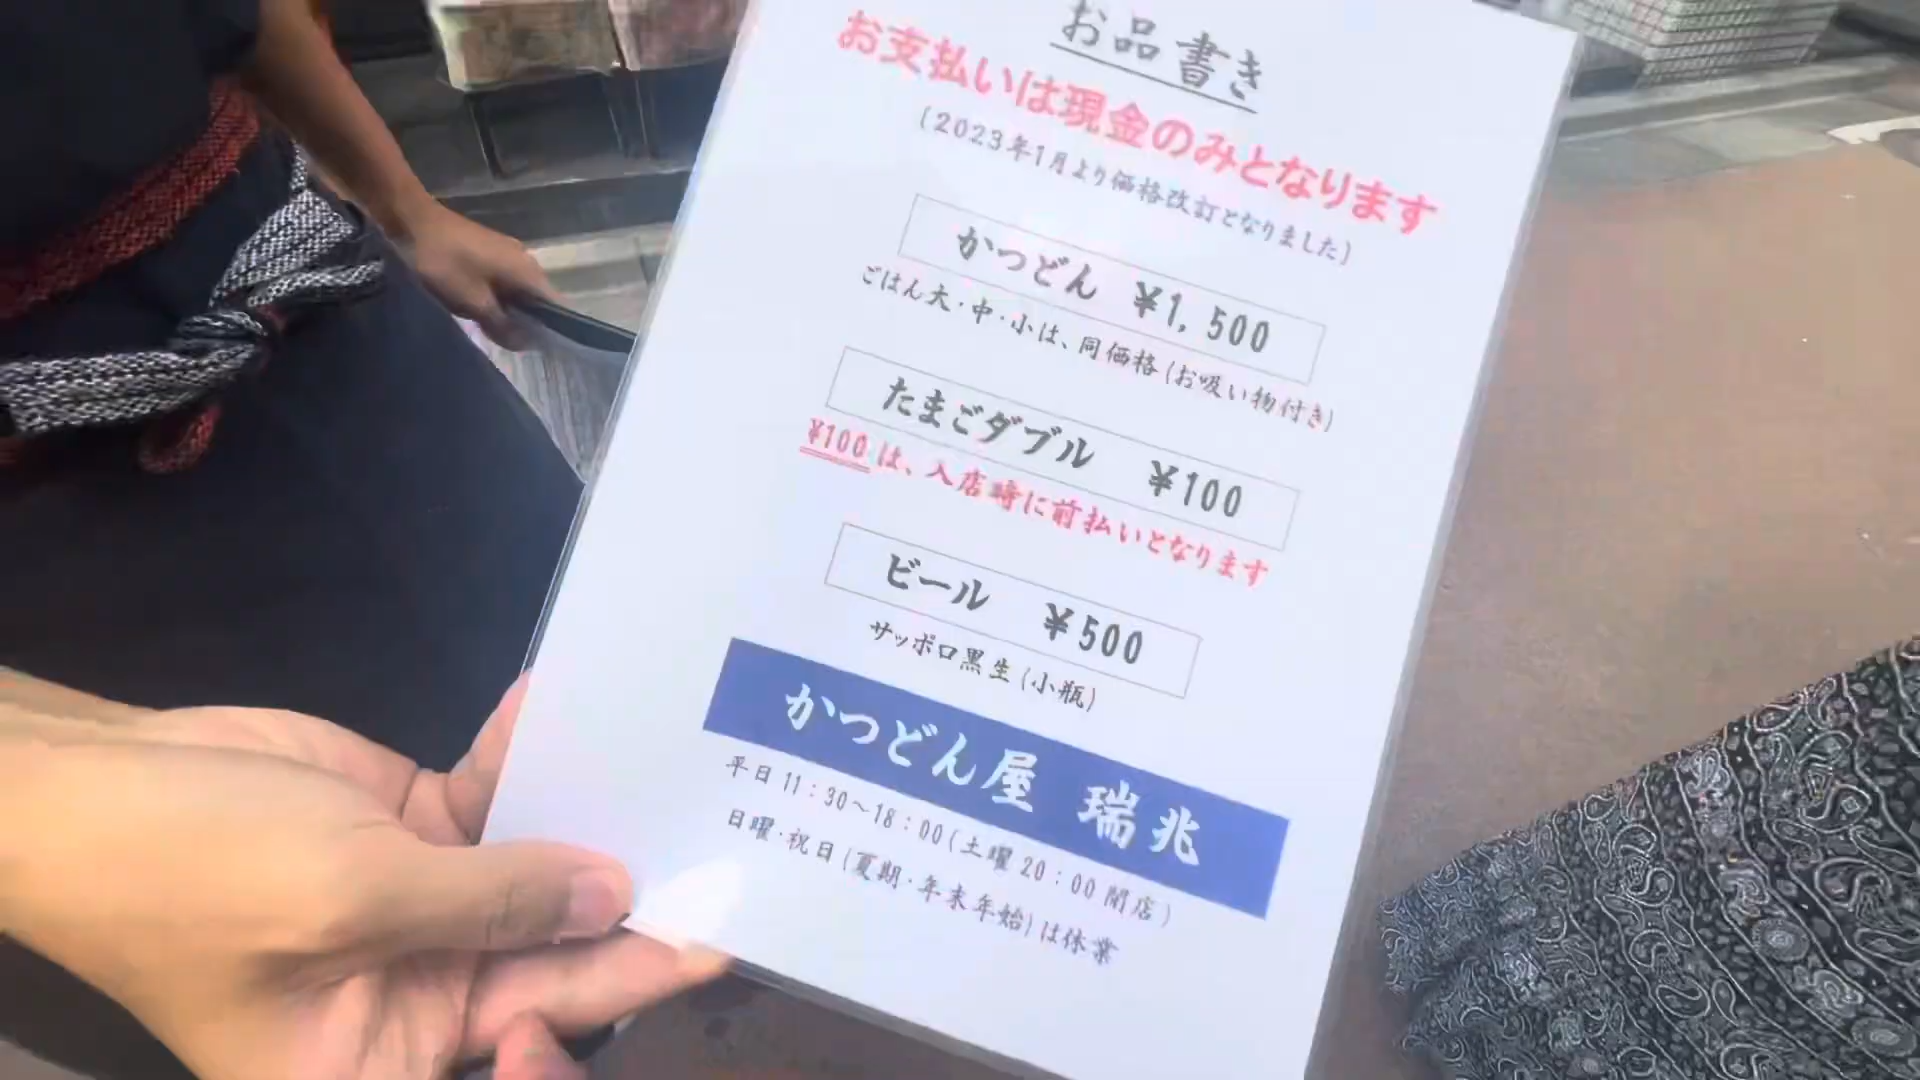 お品書き
お支払いは現金のみとなります
(2023年1月より価格改訂となりました)
かつどん ¥1,500
ごはん大・中・小は、同価格(お吸い物付き)
たまごダブル ¥100
¥100は、入店時に前払いとなります
ビール ¥500
サッポロ黒生(小瓶)
かつどん屋 瑞兆
平日11:30〜18:00(土曜20:00閉店)
日曜・祝日(夏期・年末年始)は休業